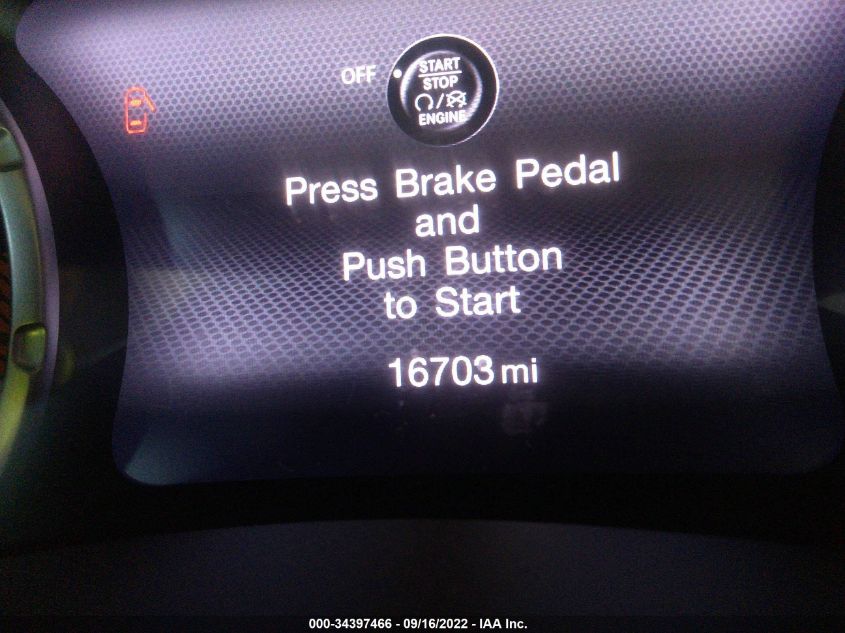 OFF
START
STOP
ENGINE
Press Brake Pedal
and
Push Button
to Start
16703 mi
000-34397466 - 09/16/2022 - IAA Inc.